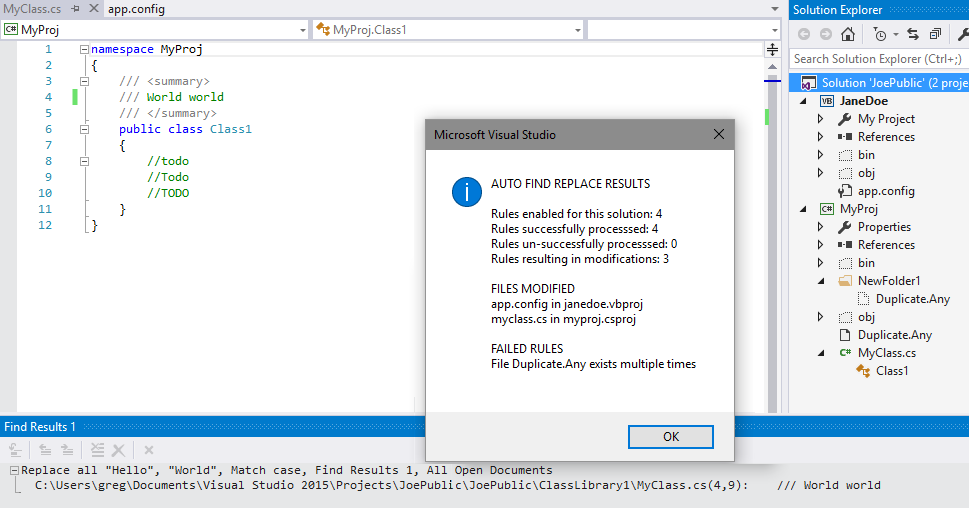 MyClass.cs
app.config
MyProj
MyProj.Class1
1 namespace MyProj
2 {
3 /// <summary>
4 /// World world
5 /// </summary>
6 public class Class1
7 {
8 //todo
9 //Todo
10 //TODO
11 }
12 }
Microsoft Visual Studio
AUTO FIND REPLACE RESULTS
Rules enabled for this solution: 4
Rules successfully processsed: 4
Rules un-successfully processsed: 0
Rules resulting in modifications: 3
FILES MODIFIED
app.config in janedoe.vbproj
myclass.cs in myproj.csproj
FAILED RULES
File Duplicate.Any exists multiple times
OK
Solution Explorer
Search Solution Explorer (Ctrl+;)
Solution 'JoePublic' (2 proje
VB JaneDoe
My Project
References
bin
obj
app.config
C# MyProj
Properties
References
bin
NewFolder1
Duplicate.Any
obj
Duplicate.Any
C# MyClass.cs
Class1
Find Results 1
Replace all "Hello", "World", Match case, Find Results 1, All Open Documents
C:\Users\greg\Documents\Visual Studio 2015\Projects\JoePublic\JoePublic\ClassLibrary1\MyClass.cs(4,9): /// World world